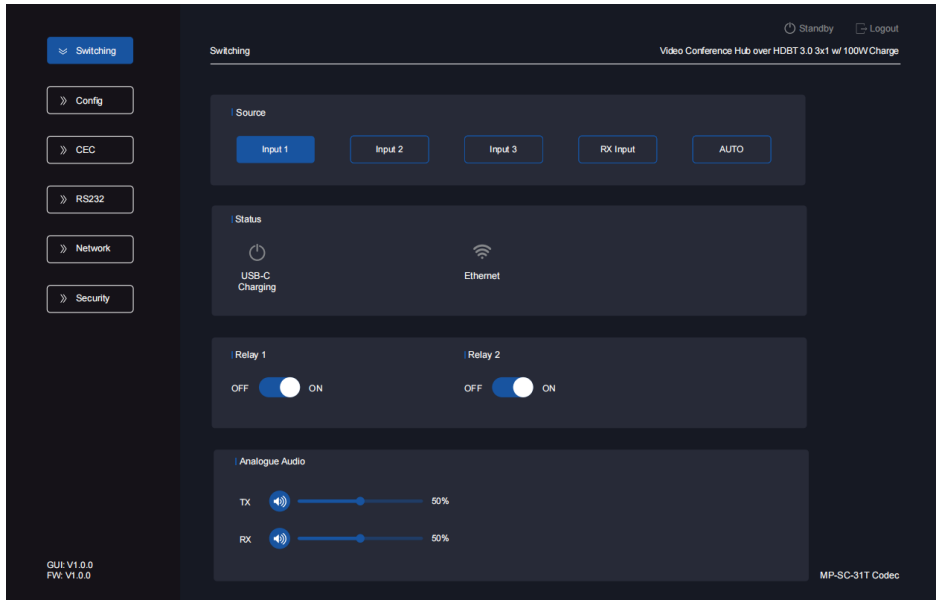 Standby Logout
Switching
Switching Video Conference Hub over HDBT 3.0 3x1 w/ 100W Charge
Config
Source
CEC
Input 1 Input 2 Input 3 RX Input AUTO
RS232
Status
Network
USB-C Ethernet
Charging
Security
Relay 1 Relay 2
OFF ON OFF ON
Analogue Audio
TX 50%
RX 50%
GUI: V1.0.0
FW: V1.0.0
MP-SC-31T Codec